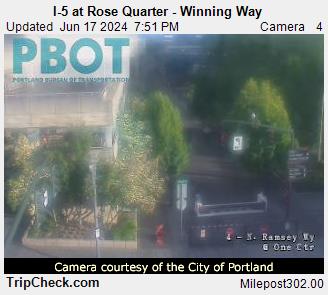 I-5 at Rose Quarter - Winning Way
Updated Jun 17 2024 7:51 PM Camera 4
PBOT
PORTLAND BUREAU OF TRANSPORTATION
4 - N. Ramsey Wy
@ One Ctr
Camera courtesy of the City of Portland
TripCheck.com Milepost302.00